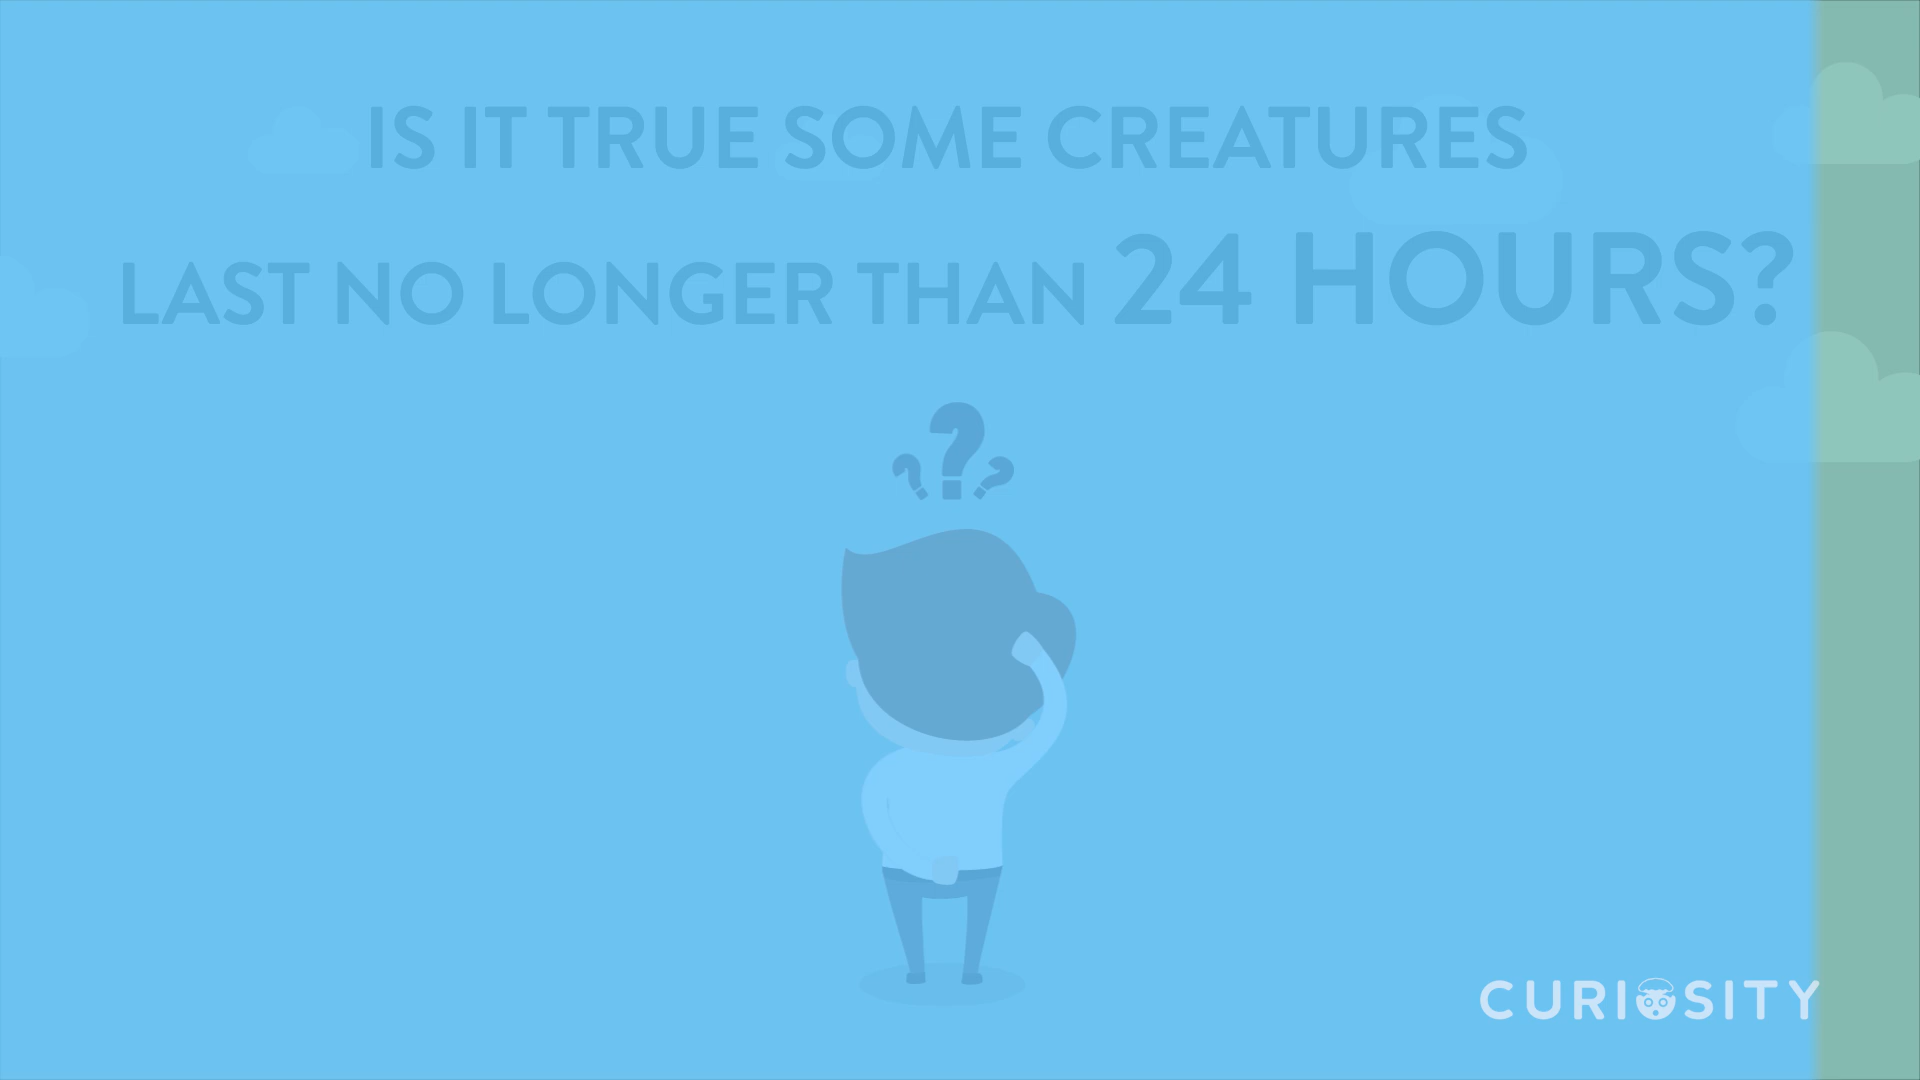 IS IT TRUE SOME CREATURES
LAST NO LONGER THAN 24 HOURS?
???
CURIOSITY